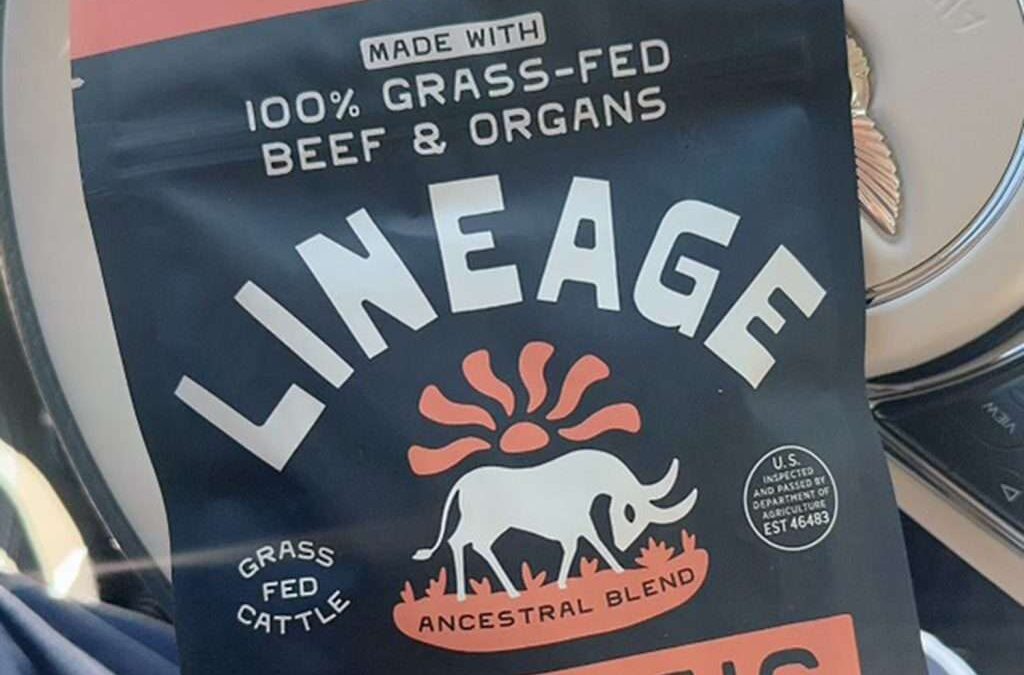 MADE WITH
100% GRASS-FED
BEEF & ORGANS
LINEAGE
U.S.
INSPECTED
AND PASSED BY
DEPARTMENT OF
AGRICULTURE
EST 46483
GRASS
FED
CATTLE
ANCESTRAL BLEND
VIEW